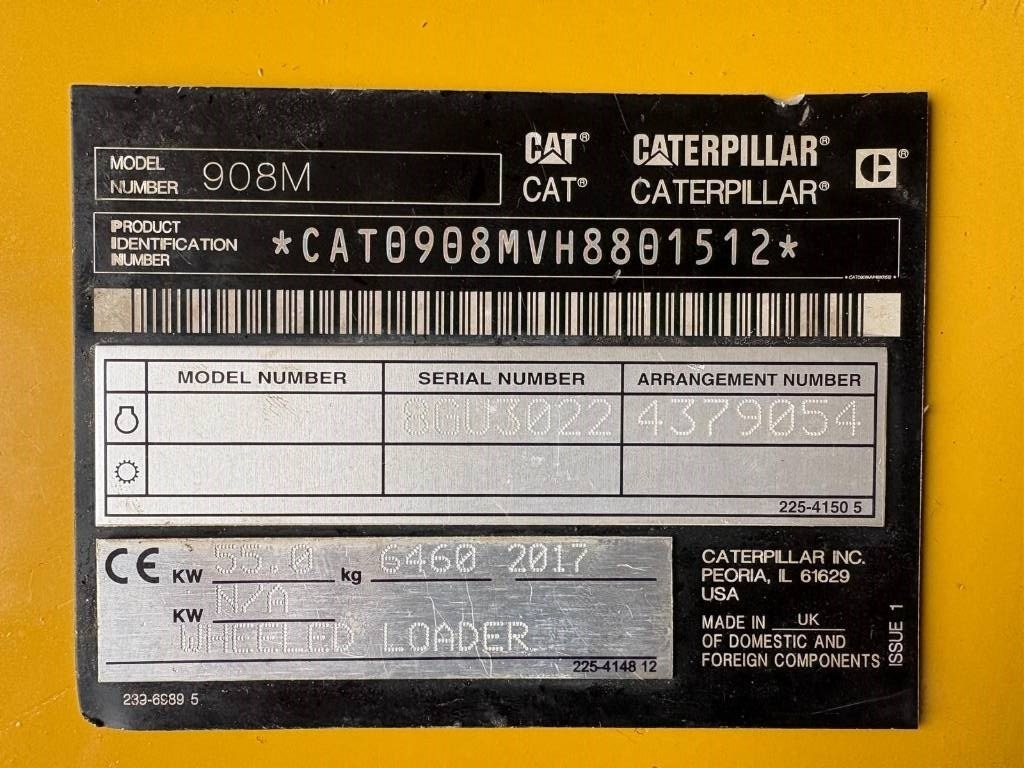 CAT® CATERPILLAR®
CAT® CATERPILLAR®
MODEL NUMBER 908M
PRODUCT IDENTIFICATION NUMBER *CAT0908MVH8801512*
MODEL NUMBER SERIAL NUMBER ARRANGEMENT NUMBER
8GU3022 4379054
225-4150 5
CE KW 55.0 kg 6460 2017
KW N/A
WHEELED LOADER
225-4148 12
CATERPILLAR INC.
PEORIA, IL 61629
USA
MADE IN UK
OF DOMESTIC AND
FOREIGN COMPONENTS
ISSUE 1
239-6989 5